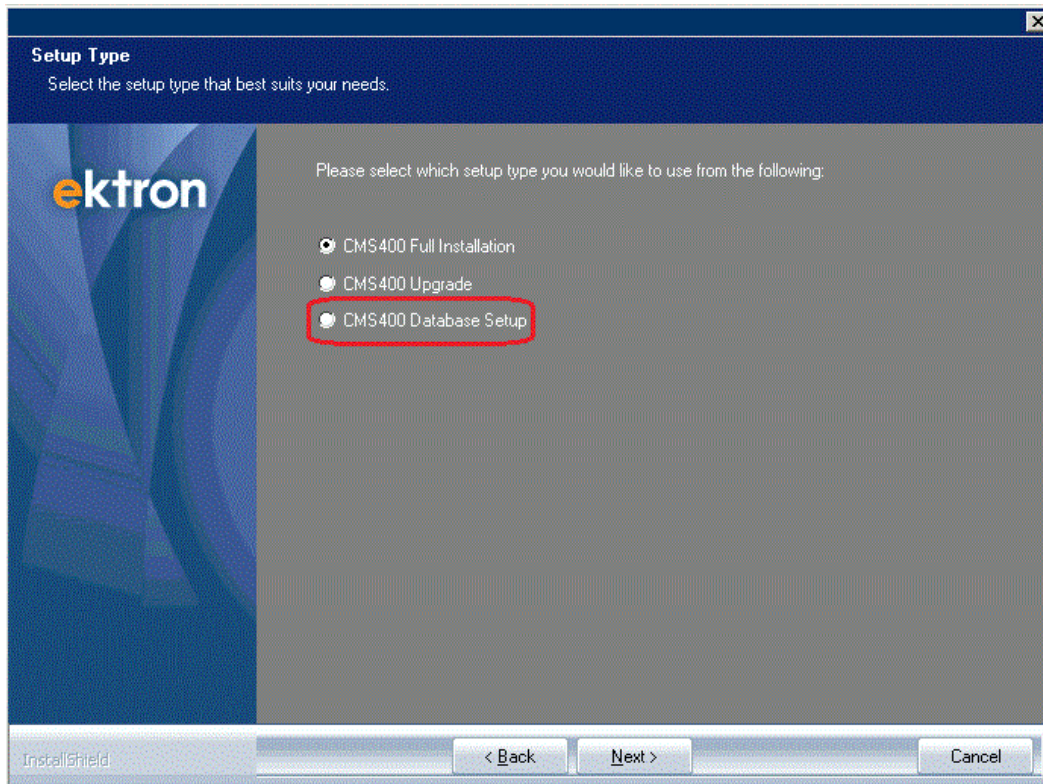 Setup Type
Select the setup type that best suits your needs.
ektron
Please select which setup type you would like to use from the following:
CMS400 Full Installation
CMS400 Upgrade
CMS400 Database Setup
InstallShield
< Back
Next >
Cancel